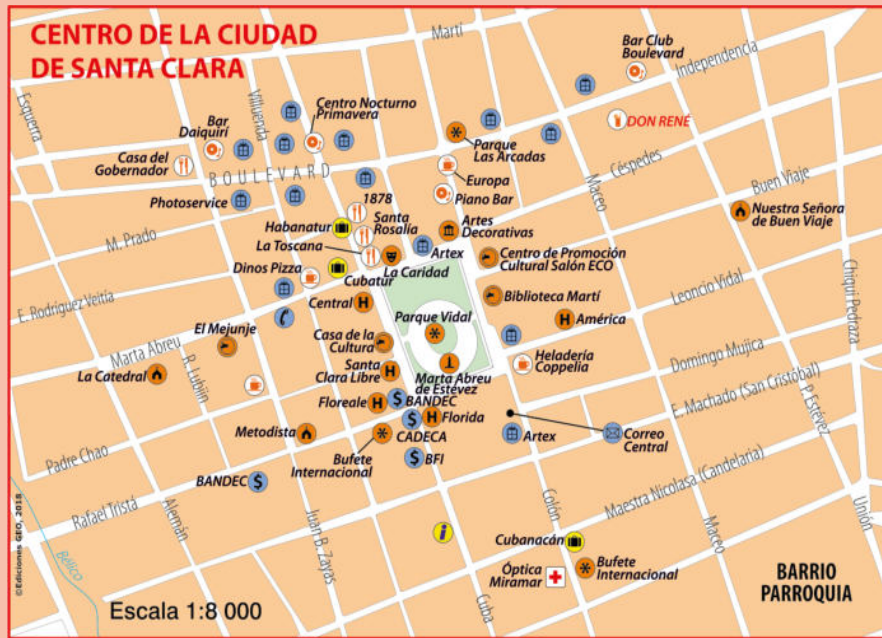 CENTRO DE LA CIUDAD
DE SANTA CLARA
Martí
Bar Club
Boulevard
Independencia
Esquerra
Villuenda
Centro Nocturno
Primavera
Bar
Daiquirí
Casa del
Gobernador
BOULEVARD
Parque
Las Arcadas
DON RENÉ
Céspedes
Europa
Maceo
Buen Viaje
Photoservice
1878
Piano Bar
Santa
Rosalía
Habanatur
Artes
Decorativas
Nuestra Señora
de Buen Viaje
M. Prado
La Toscana
Artex
La Caridad
Centro de Promoción
Cultural Salón ECO
Dinos Pizza
Cubatur
Leoncio Vidal
Chiqui Pedraza
E. Rodríguez Veitía
Central
H
Biblioteca Martí
Parque Vidal
H
América
El Mejunje
Casa de la
Cultura
Marta Abreu
Domingo Mujica
La Catedral
R. Lubián
Santa
Clara Libre
H
Marta Abreu
de Estévez
Heladería
Coppelia
E. Machado (San Cristóbal)
P. Estévez
Floreale
H
$
BANDEC
$
H
Florida
Metodista
CADECA
Artex
Correo
Central
Padre Chao
Bufete
Internacional
$
BFI
BANDEC
$
Maestra Nicolasa (Candelaria)
Rafael Tristá
Alemán
Juan B. Zayas
Colón
Maceo
Unión
i
Cubanacán
Óptica
Miramar
Bufete
Internacional
BARRIO
PARROQUIA
Bélico
©Ediciones GEO, 2018
Escala 1:8 000
Cuba